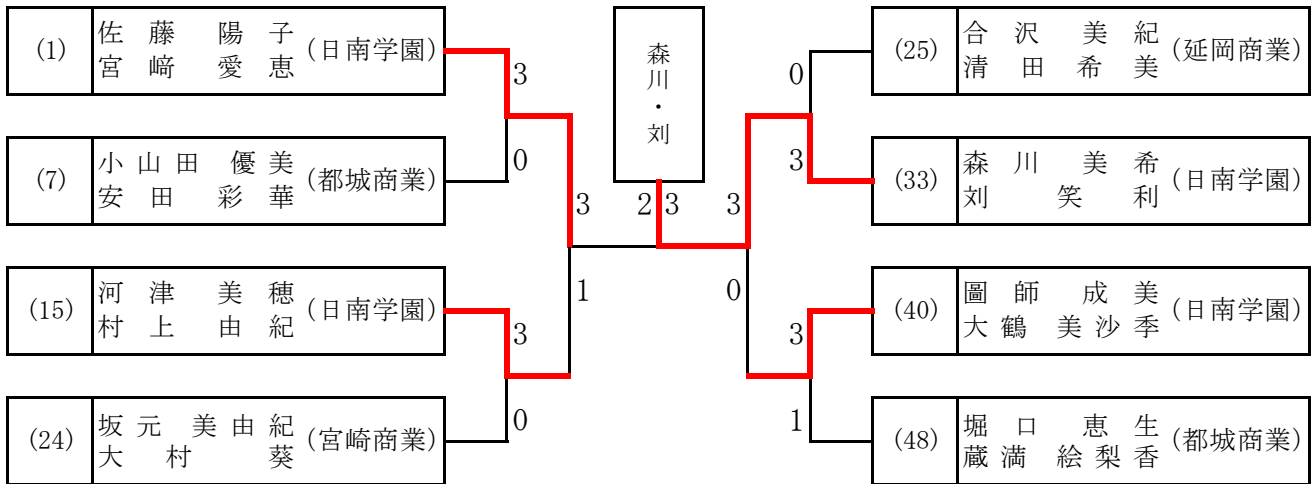 (1) 佐藤 陽子 (日南学園)
宮﨑 愛恵
3
(7) 小山田 優美 (都城商業)
安田 彩華
0
(15) 河津 美穂 (日南学園)
村上 由紀
3
(24) 坂元 美由紀 (宮崎商業)
大村 葵
0
3
1
森川・刘
2 3
3
0
(25) 合沢 美紀 (延岡商業)
清田 希美
0
(33) 森川 美希 (日南学園)
刘 笑利
3
(40) 圖師 成美 (日南学園)
大鶴 美沙季
3
(48) 堀口 恵生 (都城商業)
蔵満 絵梨香
1